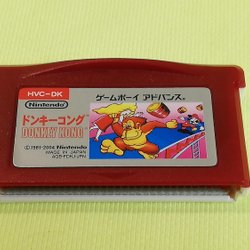 HVC-DK
Nintendo
ゲームボーイ アドバンス
ドンキーコング
DONKEY KONG
©1981-2004 Nintendo
MADE IN JAPAN